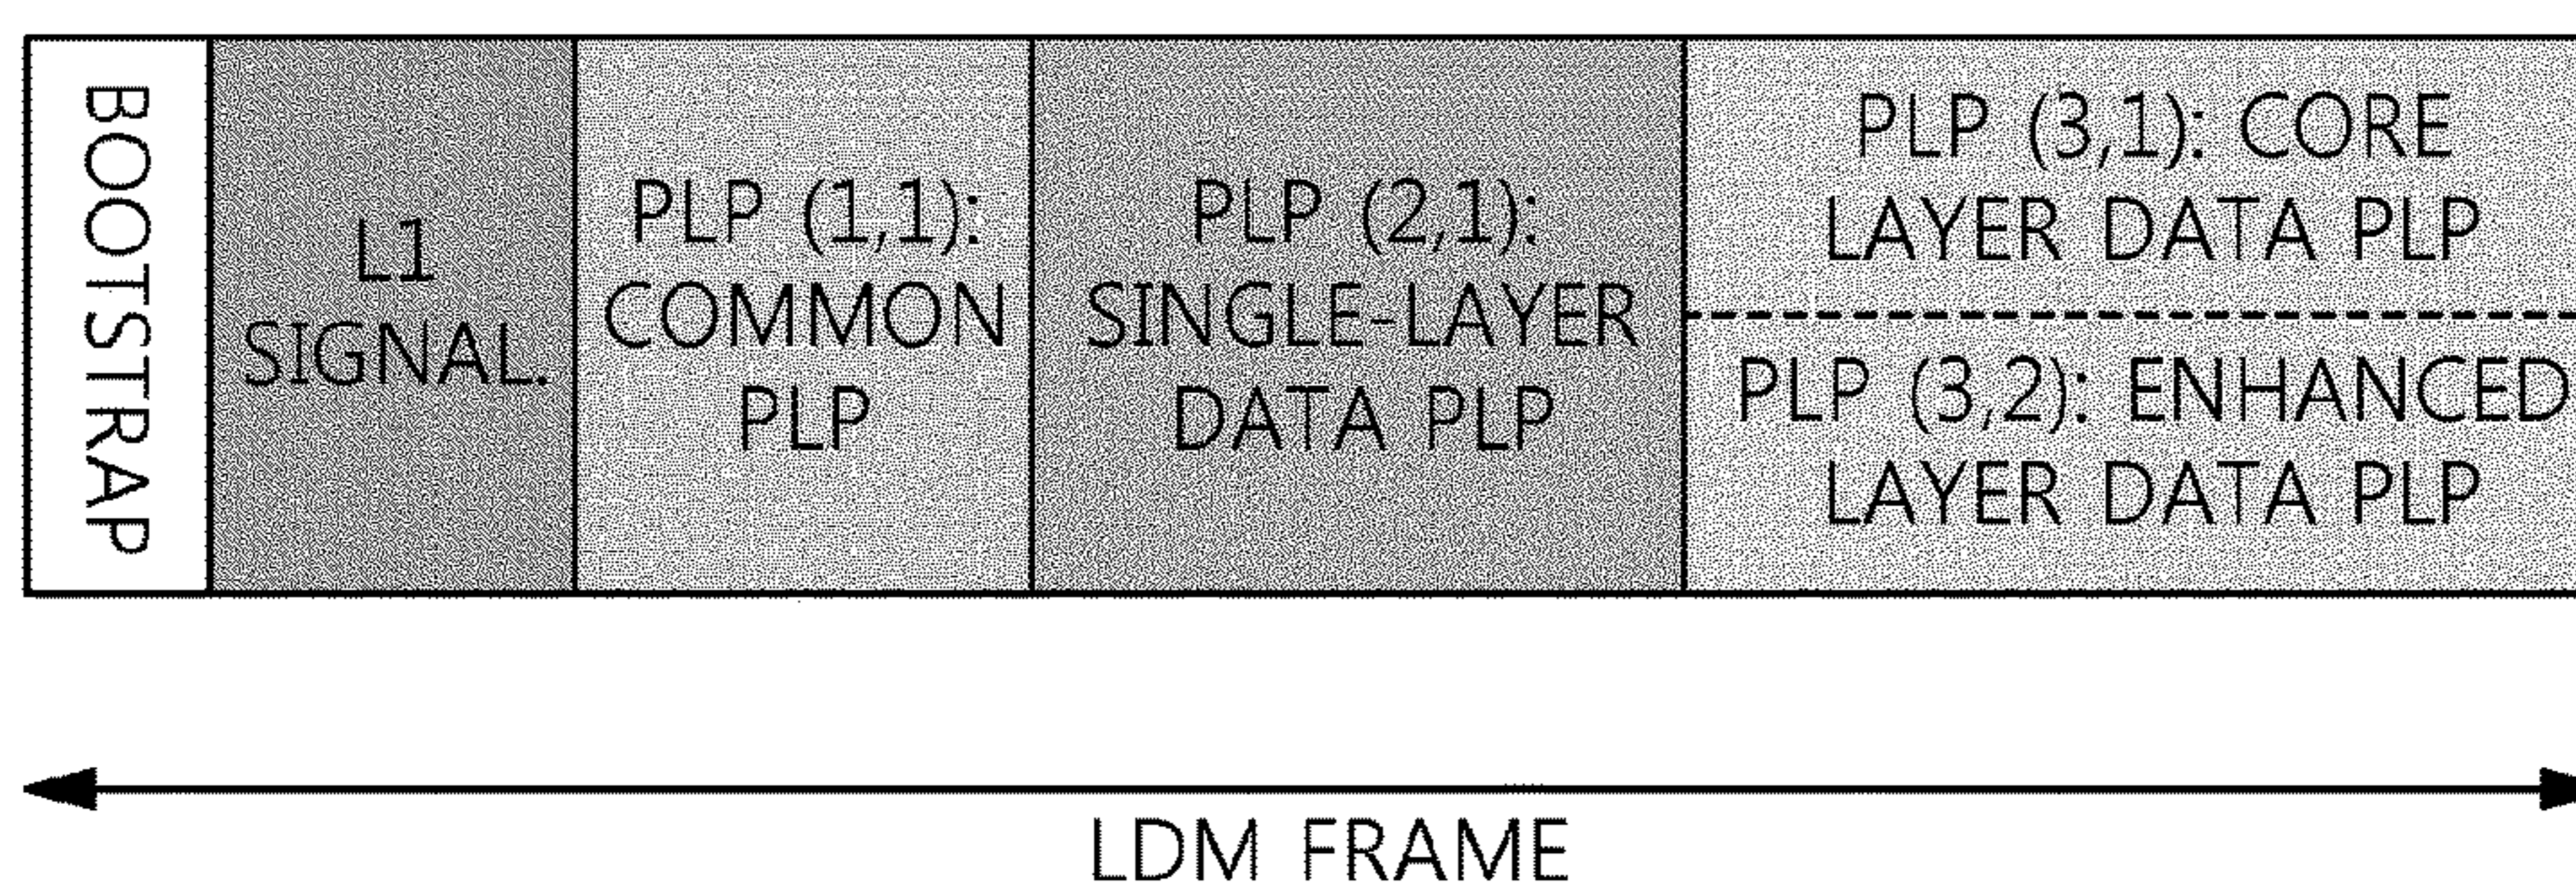 BOOTSTRAP
L1
SIGNAL.
PLP (1,1):
COMMON
PLP
PLP (2,1):
SINGLE-LAYER
DATA PLP
PLP (3,1): CORE
LAYER DATA PLP
PLP (3,2): ENHANCED
LAYER DATA PLP
LDM FRAME